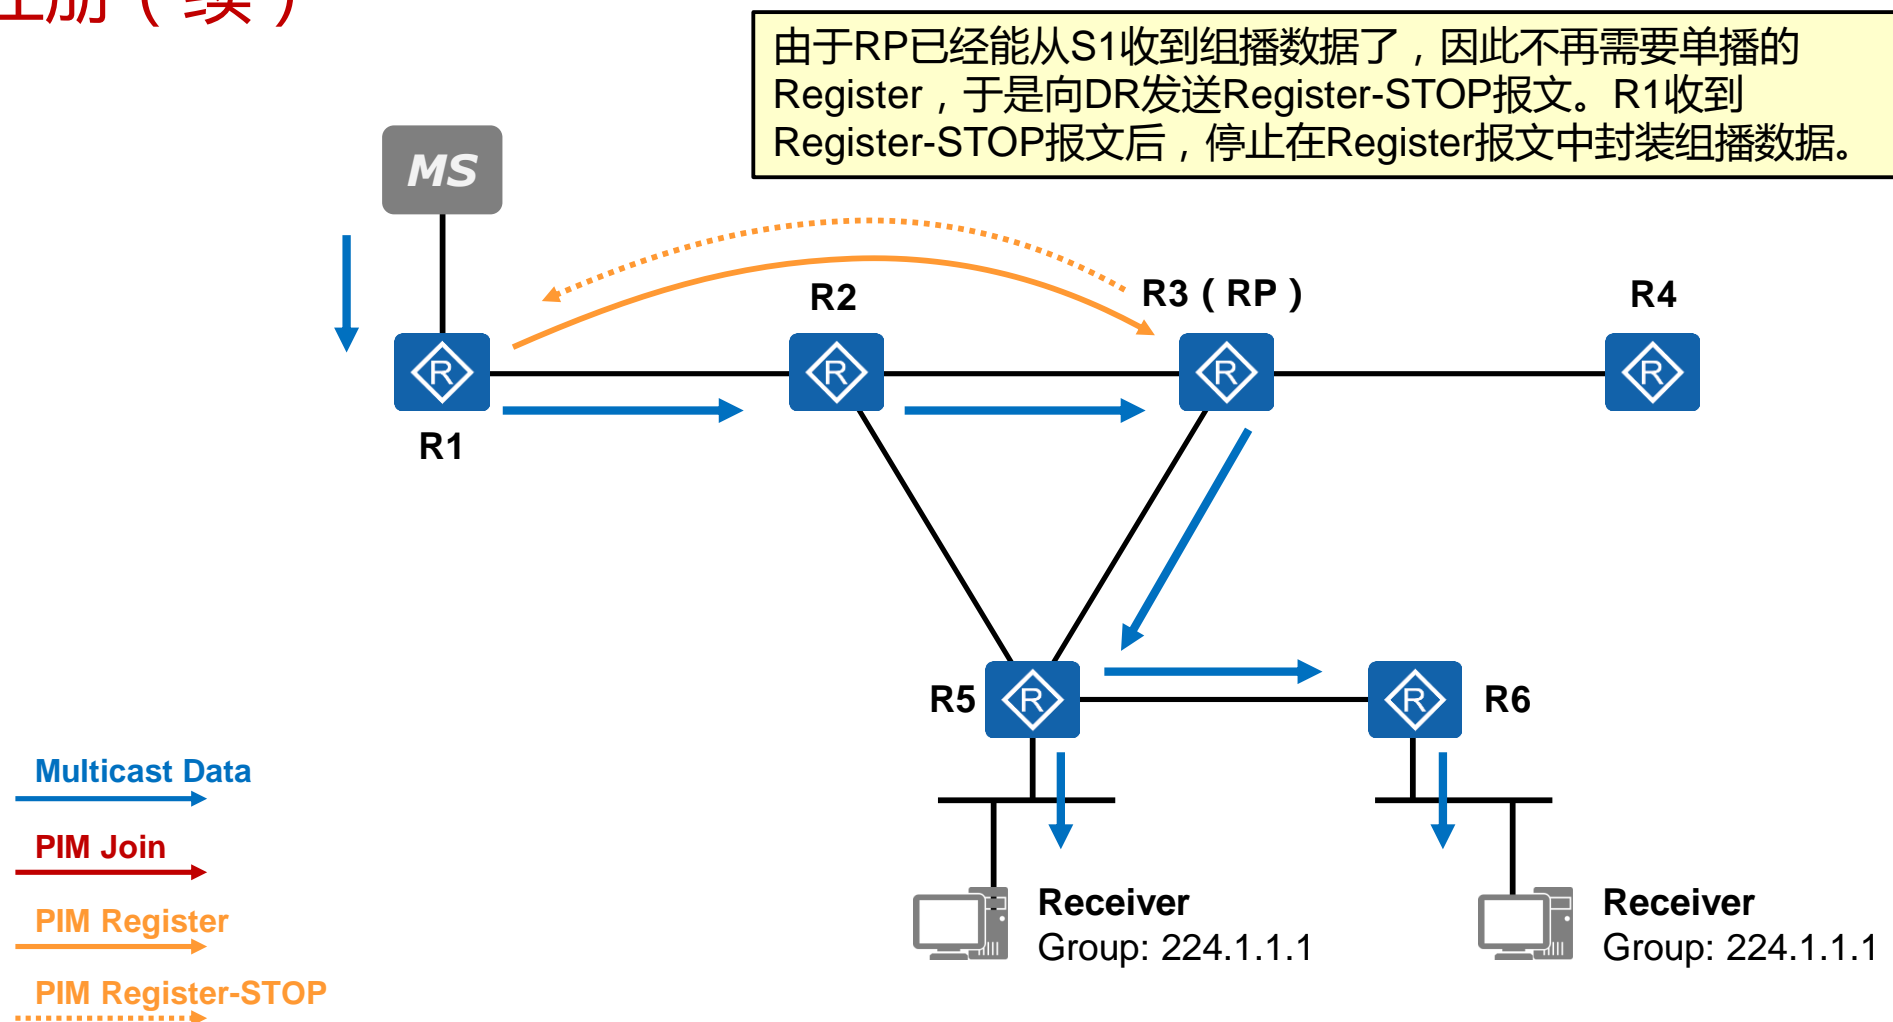 注册（续）
由于RP已经能从S1收到组播数据了，因此不再需要单播的
Register，于是向DR发送Register-STOP报文。R1收到
Register-STOP报文后，停止在Register报文中封装组播数据。
MS
R2
R3（RP）
R4
R
R
R
R
R1
R5
R
R
R6
Multicast Data
PIM Join
PIM Register
PIM Register-STOP
Receiver
Group: 224.1.1.1
Receiver
Group: 224.1.1.1